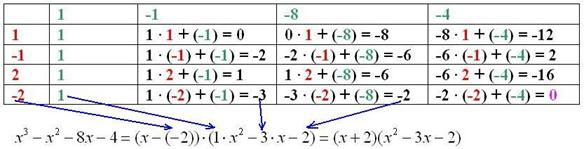 1 -1 -8 -4
1 1 1 · 1 + (-1) = 0 0 · 1 + (-8) = -8 -8 · 1 + (-4) = -12
-1 1 1 · (-1) + (-1) = -2 -2 · (-1) + (-8) = -6 -6 · (-1) + (-4) = 2
2 1 1 · 2 + (-1) = 1 1 · 2 + (-8) = -6 -6 · 2 + (-4) = -16
-2 1 1 · (-2) + (-1) = -3 -3 · (-2) + (-8) = -2 -2 · (-2) + (-4) = 0
x³ − x² − 8x − 4 = (x − (−2)) · (1 · x² − 3 · x − 2) = (x + 2)(x² − 3x − 2)